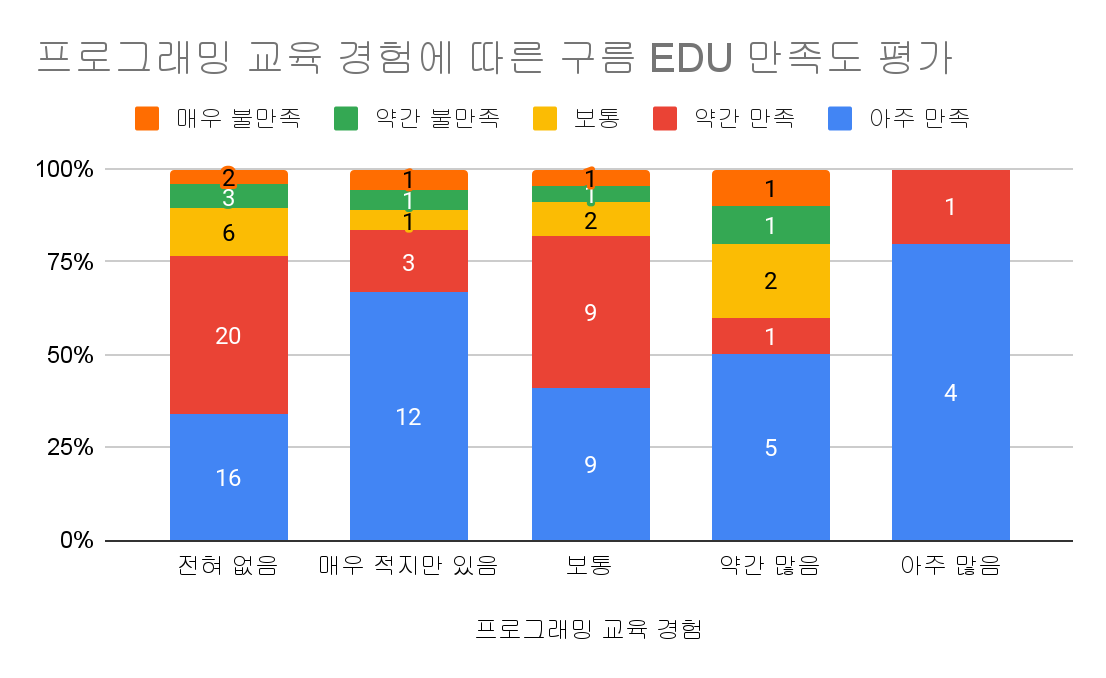 프로그래밍 교육 경험에 따른 구름 EDU 만족도 평가
매우 불만족 약간 불만족 보통 약간 만족 아주 만족
100%
75%
50%
25%
0%
2 3 6 20 16
1 1 1 3 12
1 1 2 9 9
1 1 2 1 5
1 4
전혀 없음 매우 적지만 있음 보통 약간 많음 아주 많음
프로그래밍 교육 경험